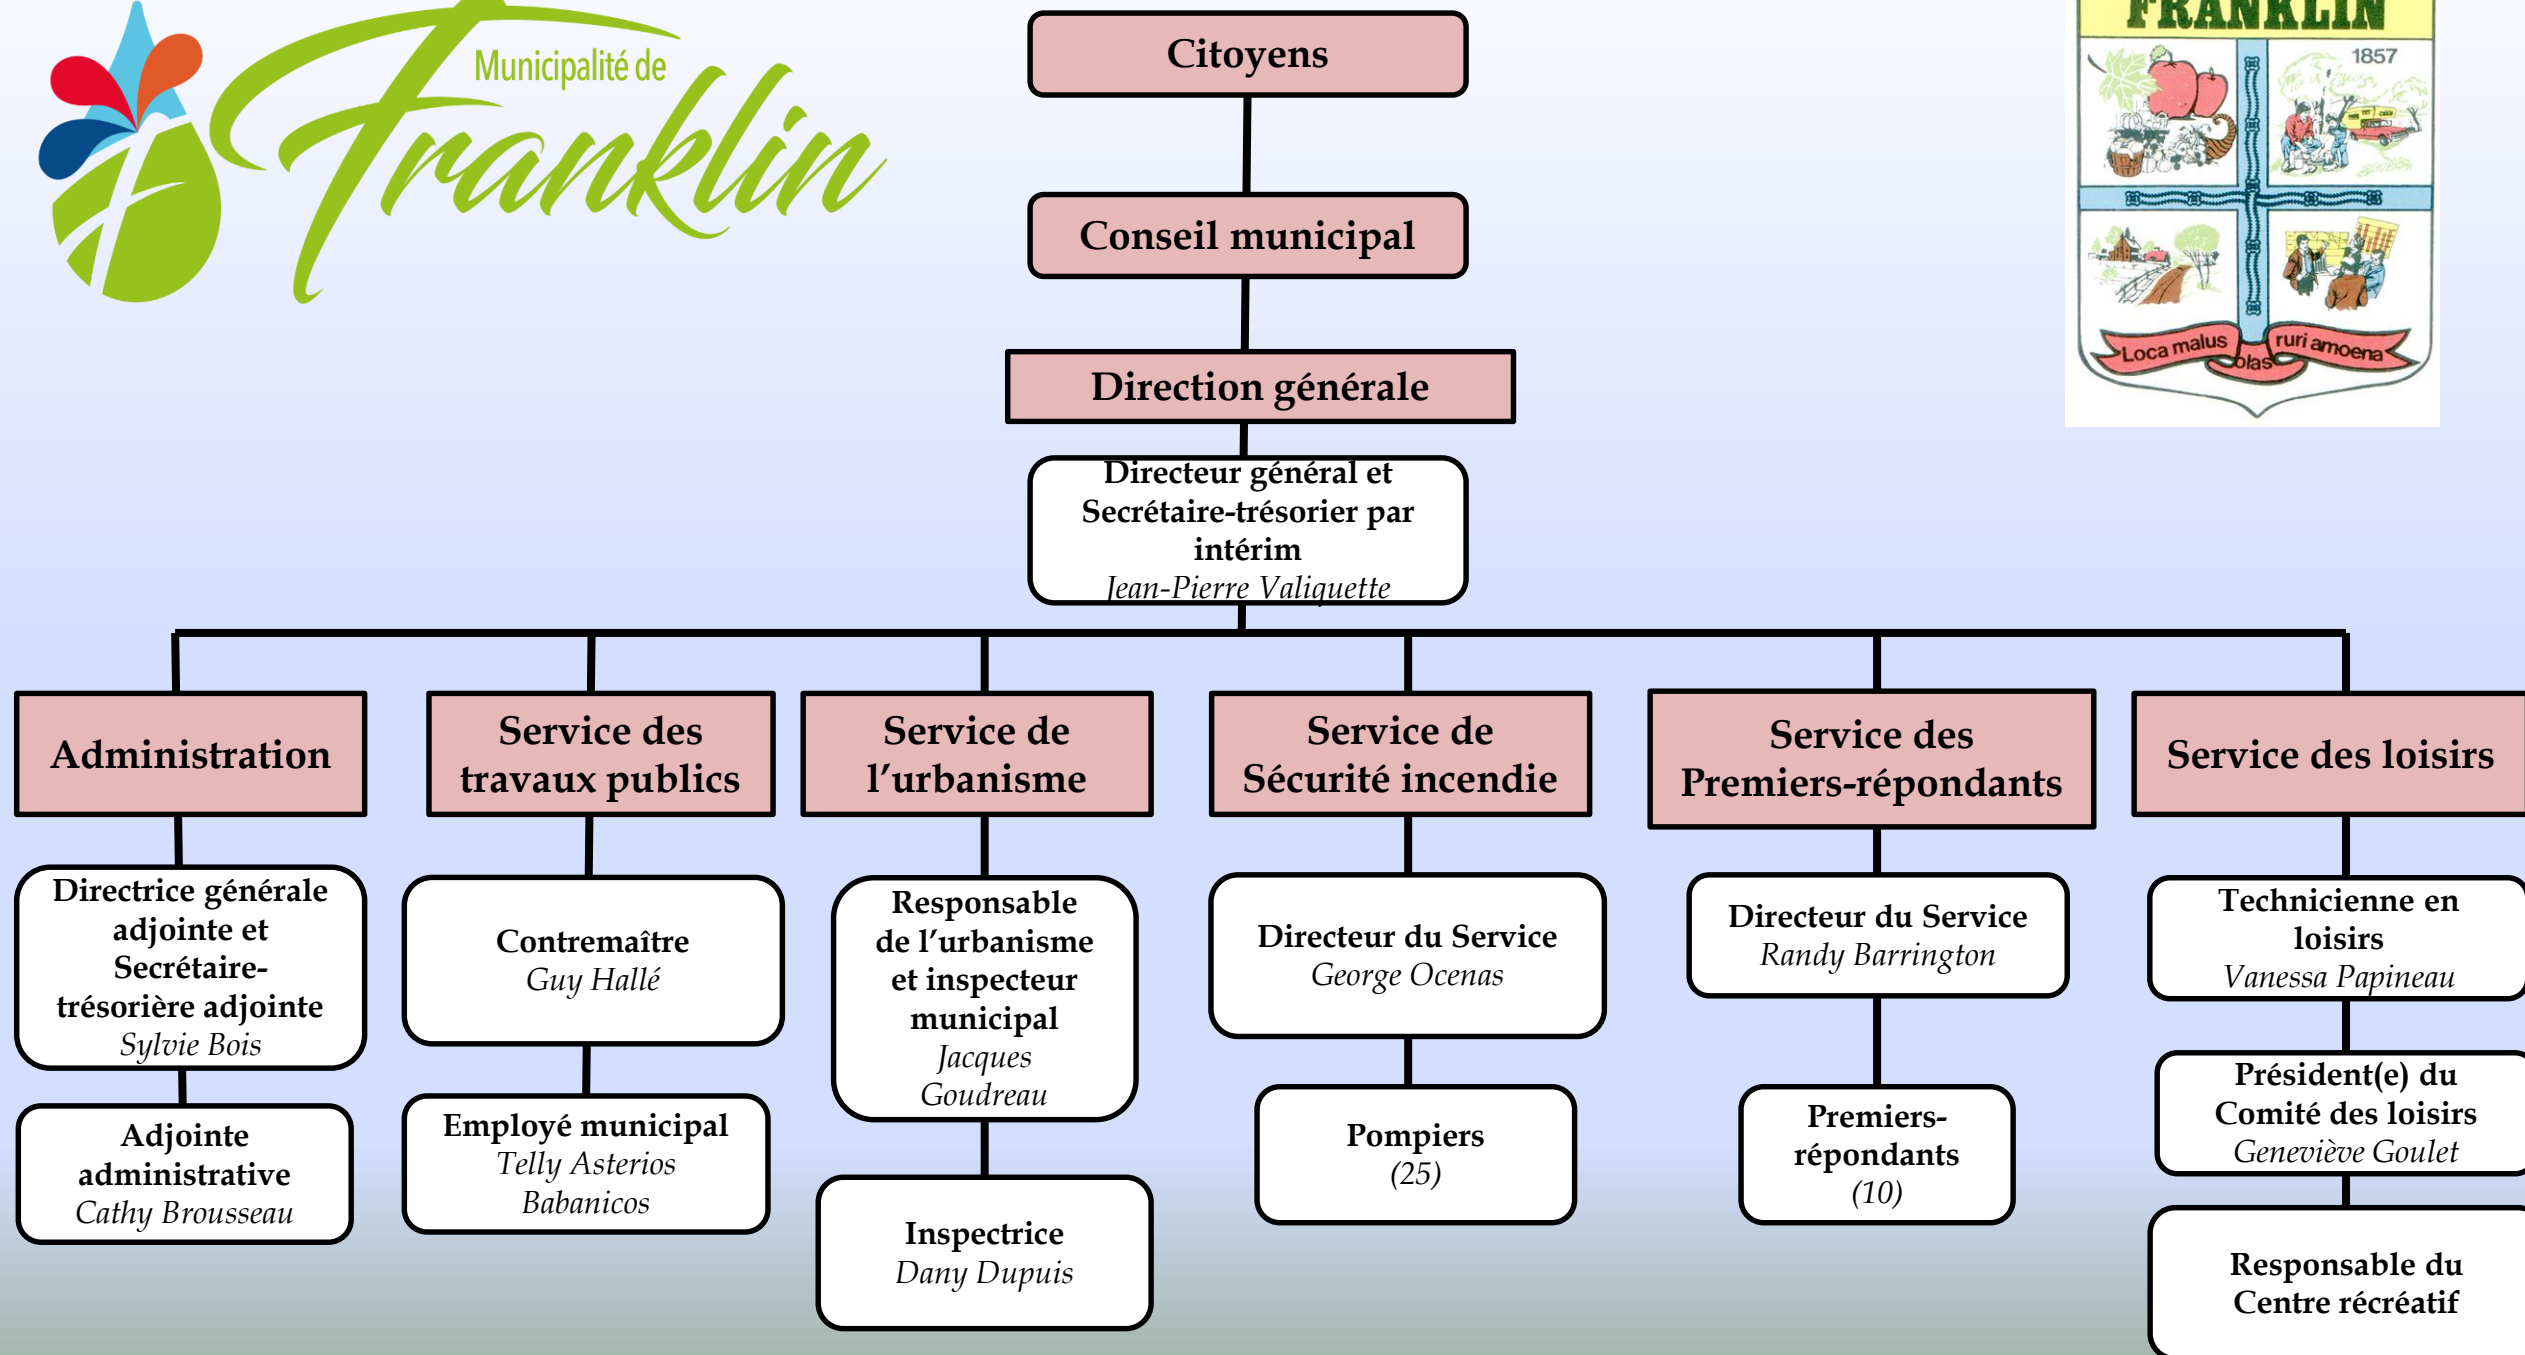 Municipalité de
Franklin
FRANKLIN
1857
Loca malus
olas
ruri amoena
Citoyens
Conseil municipal
Direction générale
Directeur général et
Secrétaire-trésorier par
intérim
Jean-Pierre Valiquette
Administration
Directrice générale
adjointe et
Secrétaire-
trésorière adjointe
Sylvie Bois
Adjointe
administrative
Cathy Brousseau
Service des
travaux publics
Contremaître
Guy Hallé
Employé municipal
Telly Asterios
Babanicos
Service de
l’urbanisme
Responsable
de l’urbanisme
et inspecteur
municipal
Jacques
Goudreau
Inspectrice
Dany Dupuis
Service de
Sécurité incendie
Directeur du Service
George Ocenas
Pompiers
(25)
Service des
Premiers-répondants
Directeur du Service
Randy Barrington
Premiers-
répondants
(10)
Service des loisirs
Technicienne en
loisirs
Vanessa Papineau
Président(e) du
Comité des loisirs
Geneviève Goulet
Responsable du
Centre récréatif